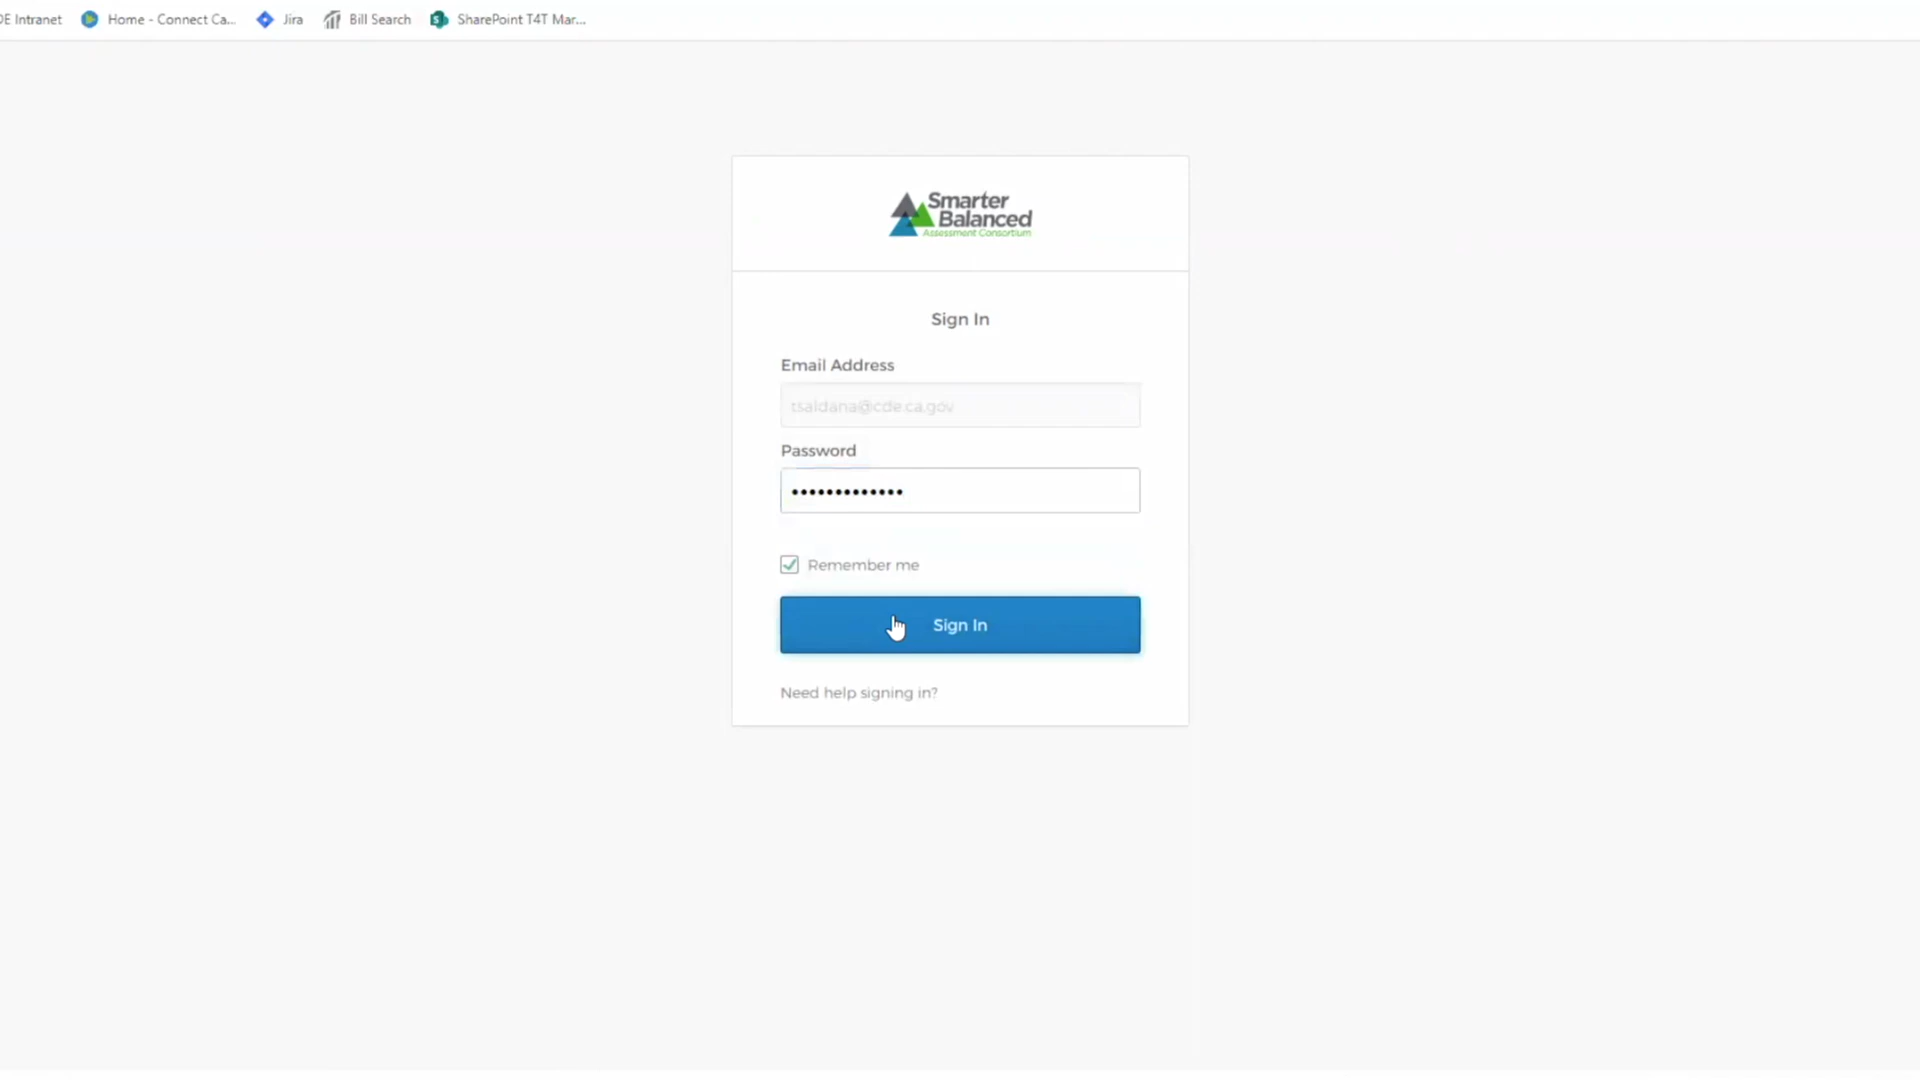 DE Intranet Home - Connect Ca... Jira Bill Search SharePoint T4T Mar...
Smarter
Balanced
Assessment Consortium
Sign In
Email Address
tsaldana@cde.ca.gov
Password
•••••••••••••
Remember me
Sign In
Need help signing in?